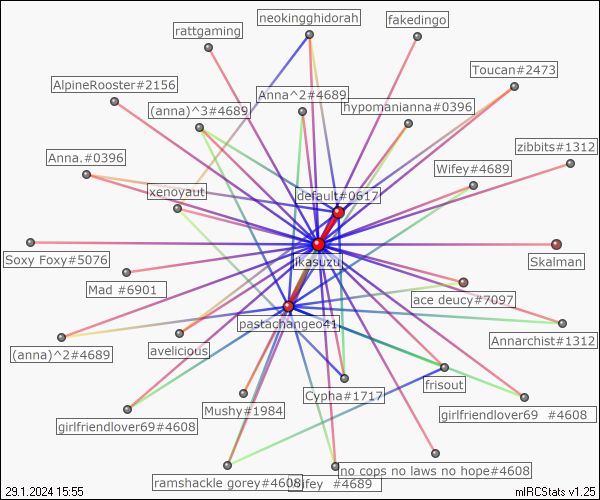 neokingghidorah
fakedingo
rattgaming
Toucan#2473
AlpineRooster#2156
Anna^2#4689
(anna)^3#4689
hypomanianna#0396
zibbits#1312
Anna.#0396
Wifey#4689
xenoyaut
default#0617
Soxy Foxy#5076
ikasuzu
Skalman
Mad #6901
ace deucy#7097
pastachangeo41
Annarchist#1312
(anna)^2#4689
avelicious
frisout
Cypha#1717
Mushy#1984
girlfriendlover69 #4608
girlfriendlover69#4608
no cops no laws no hope#4608
ramshackle gorey#4608
Wifey #4689
29.1.2024 15:55
mIRCStats v1.25